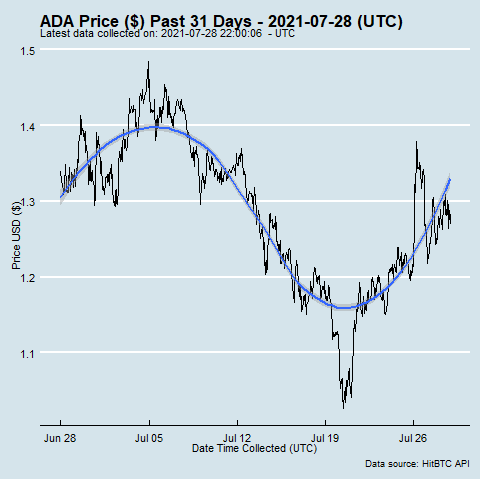 ADA Price ($) Past 31 Days - 2021-07-28 (UTC)
Latest data collected on: 2021-07-28 22:00:06 - UTC
1.5
1.4
1.3
1.2
1.1
Price USD ($)
Jun 28 Jul 05 Jul 12 Jul 19 Jul 26
Date Time Collected (UTC)
Data source: HitBTC API